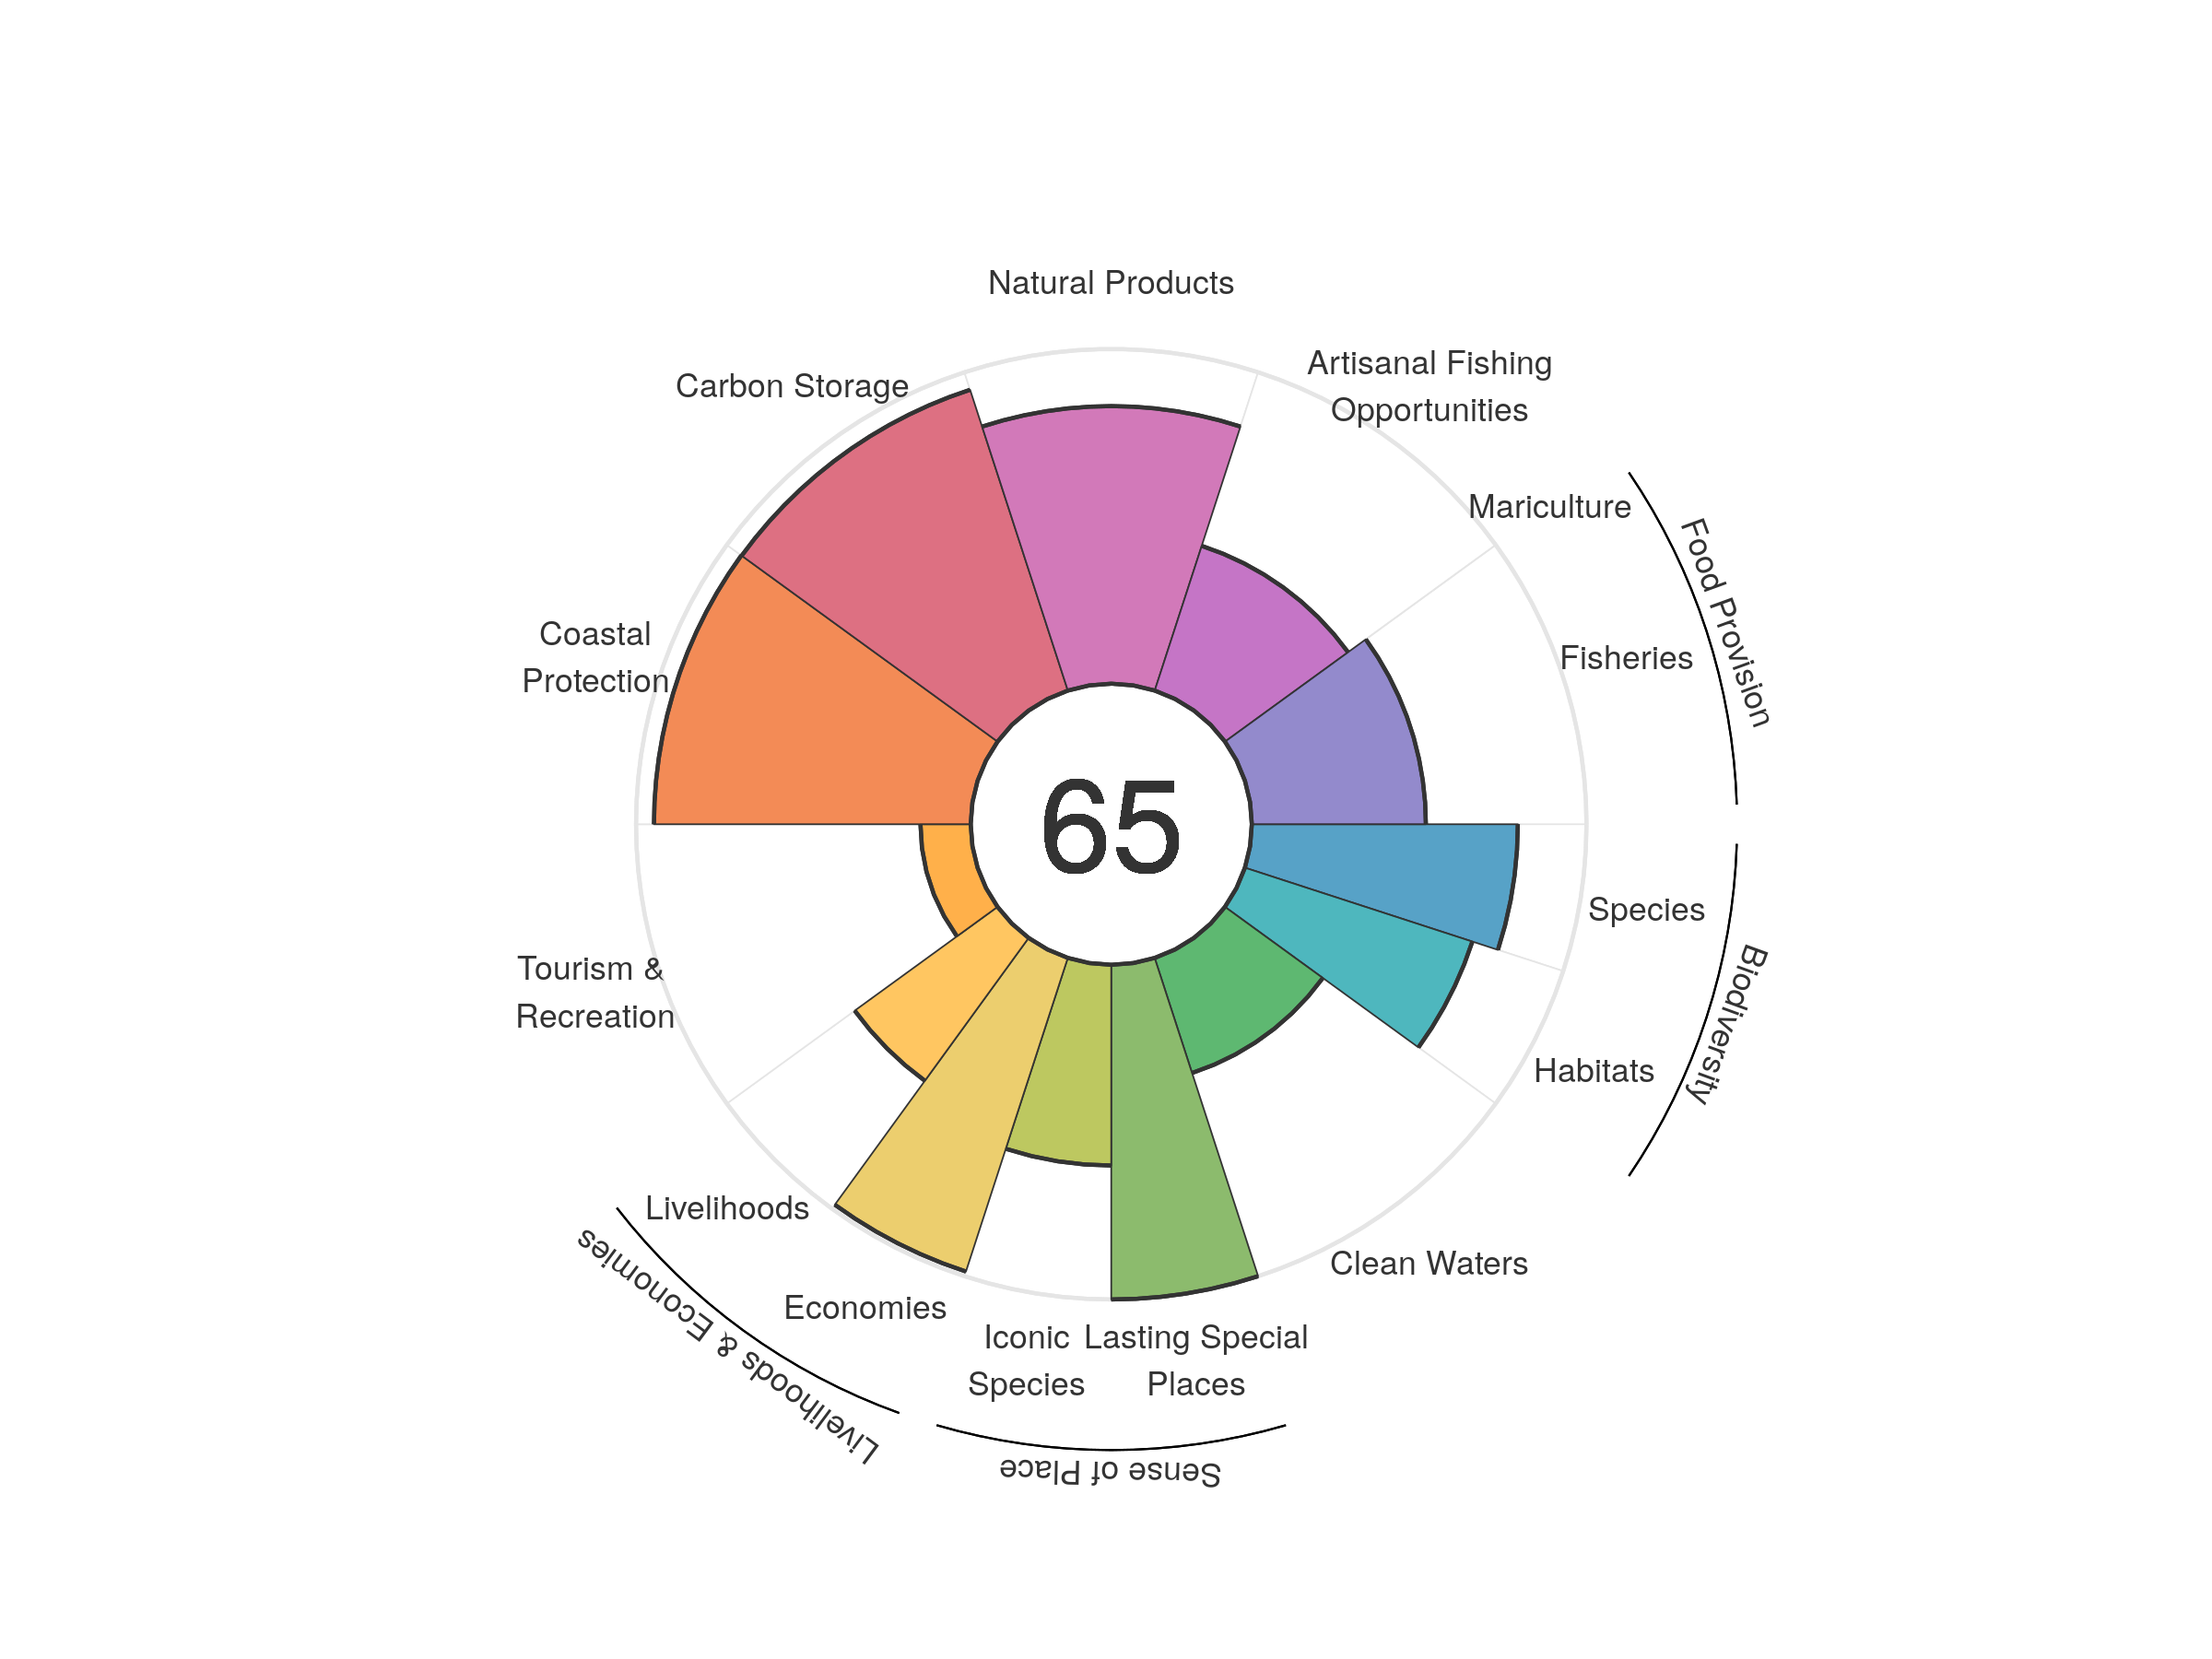 Natural Products
Artisanal Fishing
Opportunities
Carbon Storage
Mariculture
Food Provision
Fisheries
Coastal
Protection
65
Species
Biodiversity
Tourism &
Recreation
Habitats
Livelihoods
Clean Waters
Livelihoods & Economies
Economies
Iconic
Species
Lasting Special
Places
Sense of Place